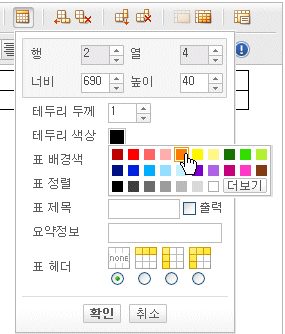 행 2 열 4
너비 690 높이 40
테두리 두께 1
테두리 색상
표 배경색
표 정렬 더보기
표 제목 출력
요약정보
표 헤더 none
확인 취소